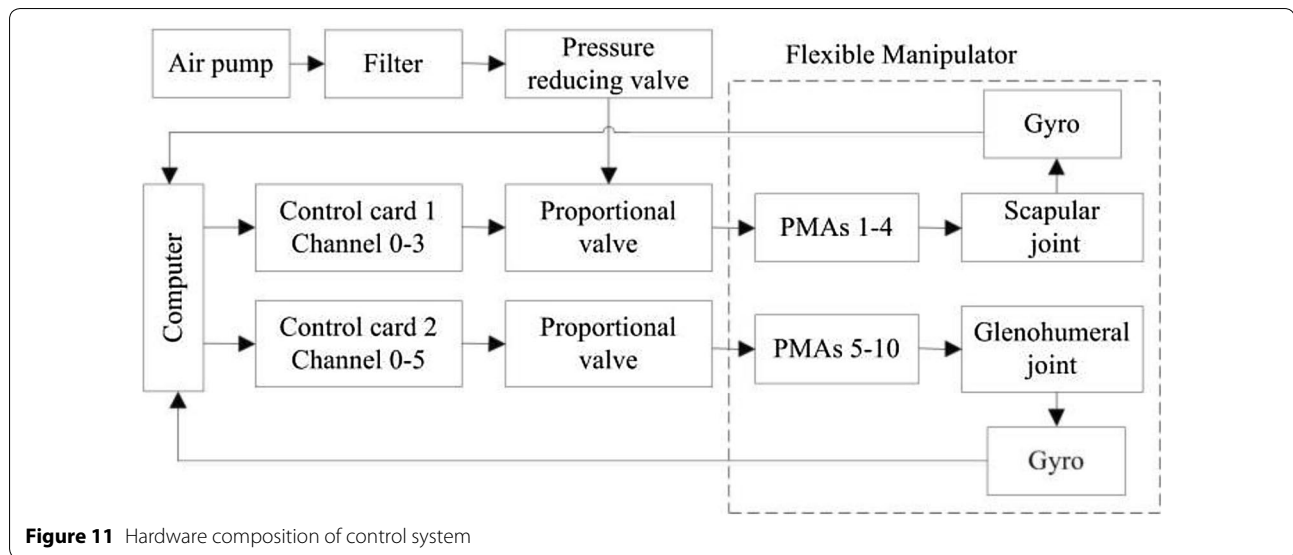 Air pump
Filter
Pressure
reducing valve
Flexible Manipulator
Gyro
Computer
Control card 1
Channel 0-3
Proportional
valve
PMAs 1-4
Scapular
joint
Control card 2
Channel 0-5
Proportional
valve
PMAs 5-10
Glenohumeral
joint
Gyro
Figure 11 Hardware composition of control system